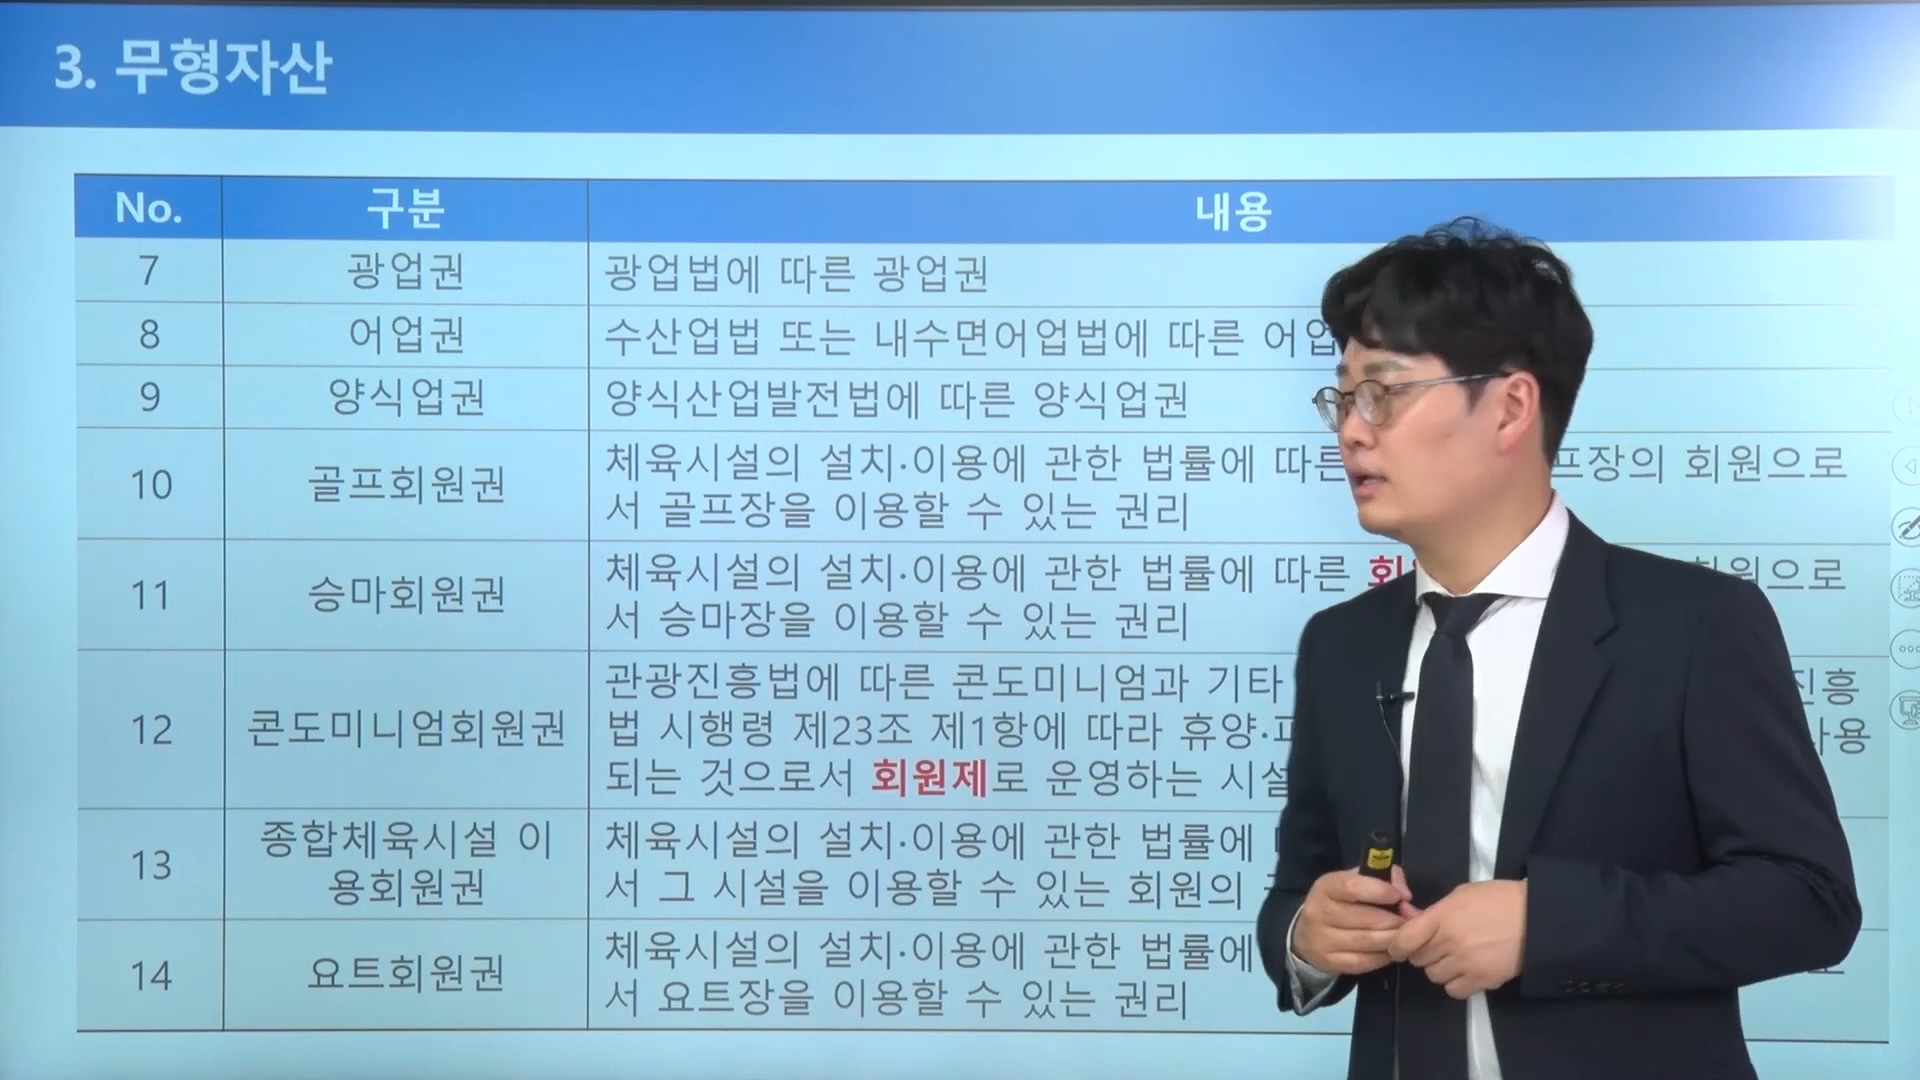 3. 무형자산
No. 구분 내용
7 광업권 광업법에 따른 광업권
8 어업권 수산업법 또는 내수면어업법에 따른
9 양식업권 양식산업발전법에 따른 양식업권
10 골프회원권 체육시설의 설치·이용에 관한 법률에 따른 회원으로
서 골프장을 이용할 수 있는 권리
11 승마회원권 체육시설의 설치·이용에 관한 법률에 따른 회원으로
서 승마장을 이용할 수 있는 권리
12 콘도미니엄회원권 관광진흥법에 따른 콘도미니엄과 기타
법 시행령 제23조 제1항에 따라
되는 것으로서 회원제로 운영하는
13 종합체육시설 이 체육시설의 설치·이용에 관한 법률에
용회원권 서 그 시설을 이용할 수 있는 회원의
14 요트회원권 체육시설의 설치·이용에 관한 법률에
서 요트장을 이용할 수 있는 권리